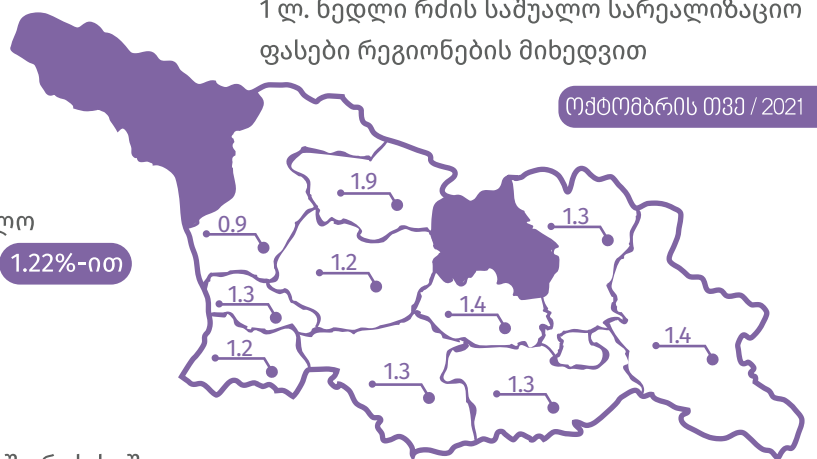 1 ლ. ნედლი რძის საშუალო სარეალიზაციო
ფასები რეგიონების მიხედვით
ოქტომბრის თვე / 2021
1.9
0.9
1.3
1.22%-ით
1.2
1.3
1.4
1.2
1.4
1.3
1.3